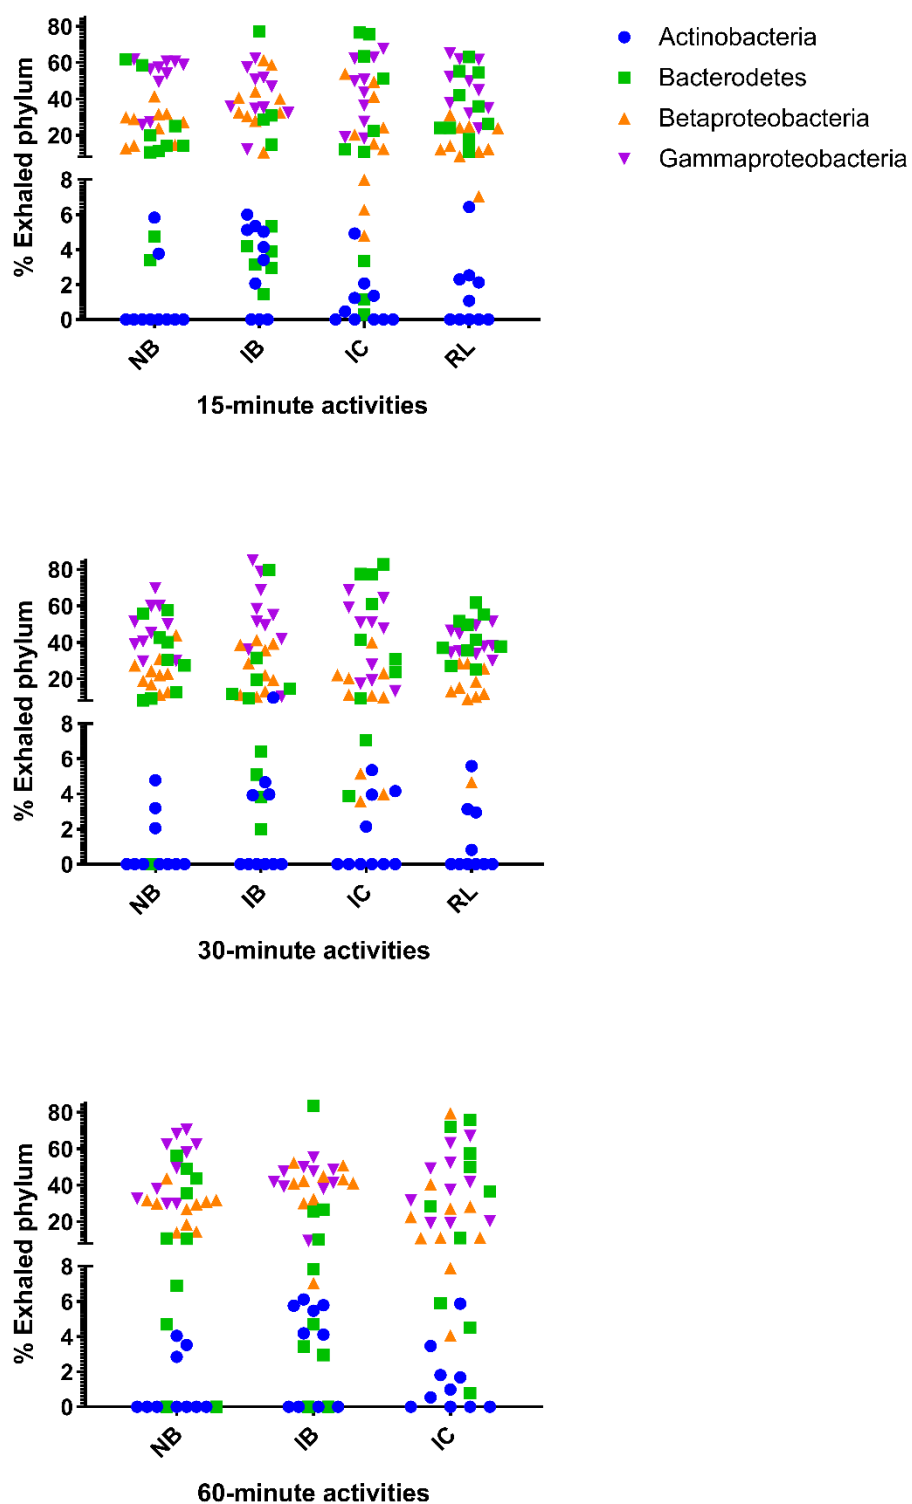 Actinobacteria
Bacterodetes
Betaproteobacteria
Gammaproteobacteria
% Exhaled phylum
80
60
40
20
8
6
4
2
0
NB IB IC RL
15-minute activities
% Exhaled phylum
80
60
40
20
8
6
4
2
0
NB IB IC RL
30-minute activities
% Exhaled phylum
80
60
40
20
8
6
4
2
0
NB IB IC
60-minute activities